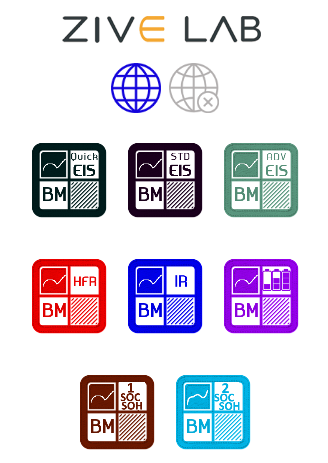 ZIVE LAB
Quick
EIS
BM
STD
EIS
BM
ADV
EIS
BM
HFR
BM
IR
BM
BM
1
SOC
SOH
BM
2
SOC
SOH
BM